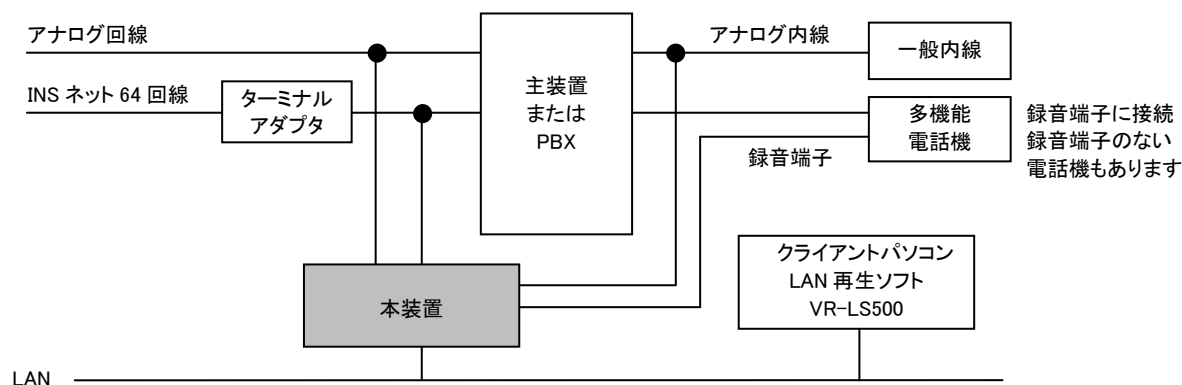 アナログ回線
INS ネット 64 回線
ターミナル
アダプタ
主装置
または
PBX
アナログ内線
一般内線
多機能
電話機
録音端子に接続
録音端子のない
電話機もあります
録音端子
本装置
クライアントパソコン
LAN 再生ソフト
VR-LS500
LAN